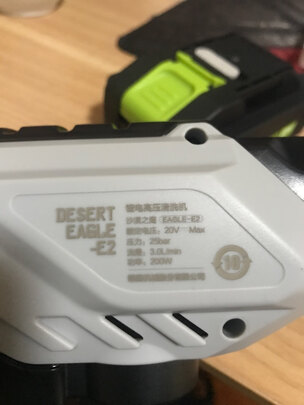 DESERT
EAGLE
-E2
锂电高压清洗机
沙漠之鹰 (EAGLE-E2)
额定电压: 20V Max
压力: 25bar
流量: 3.0L/min
功率: 200W
10